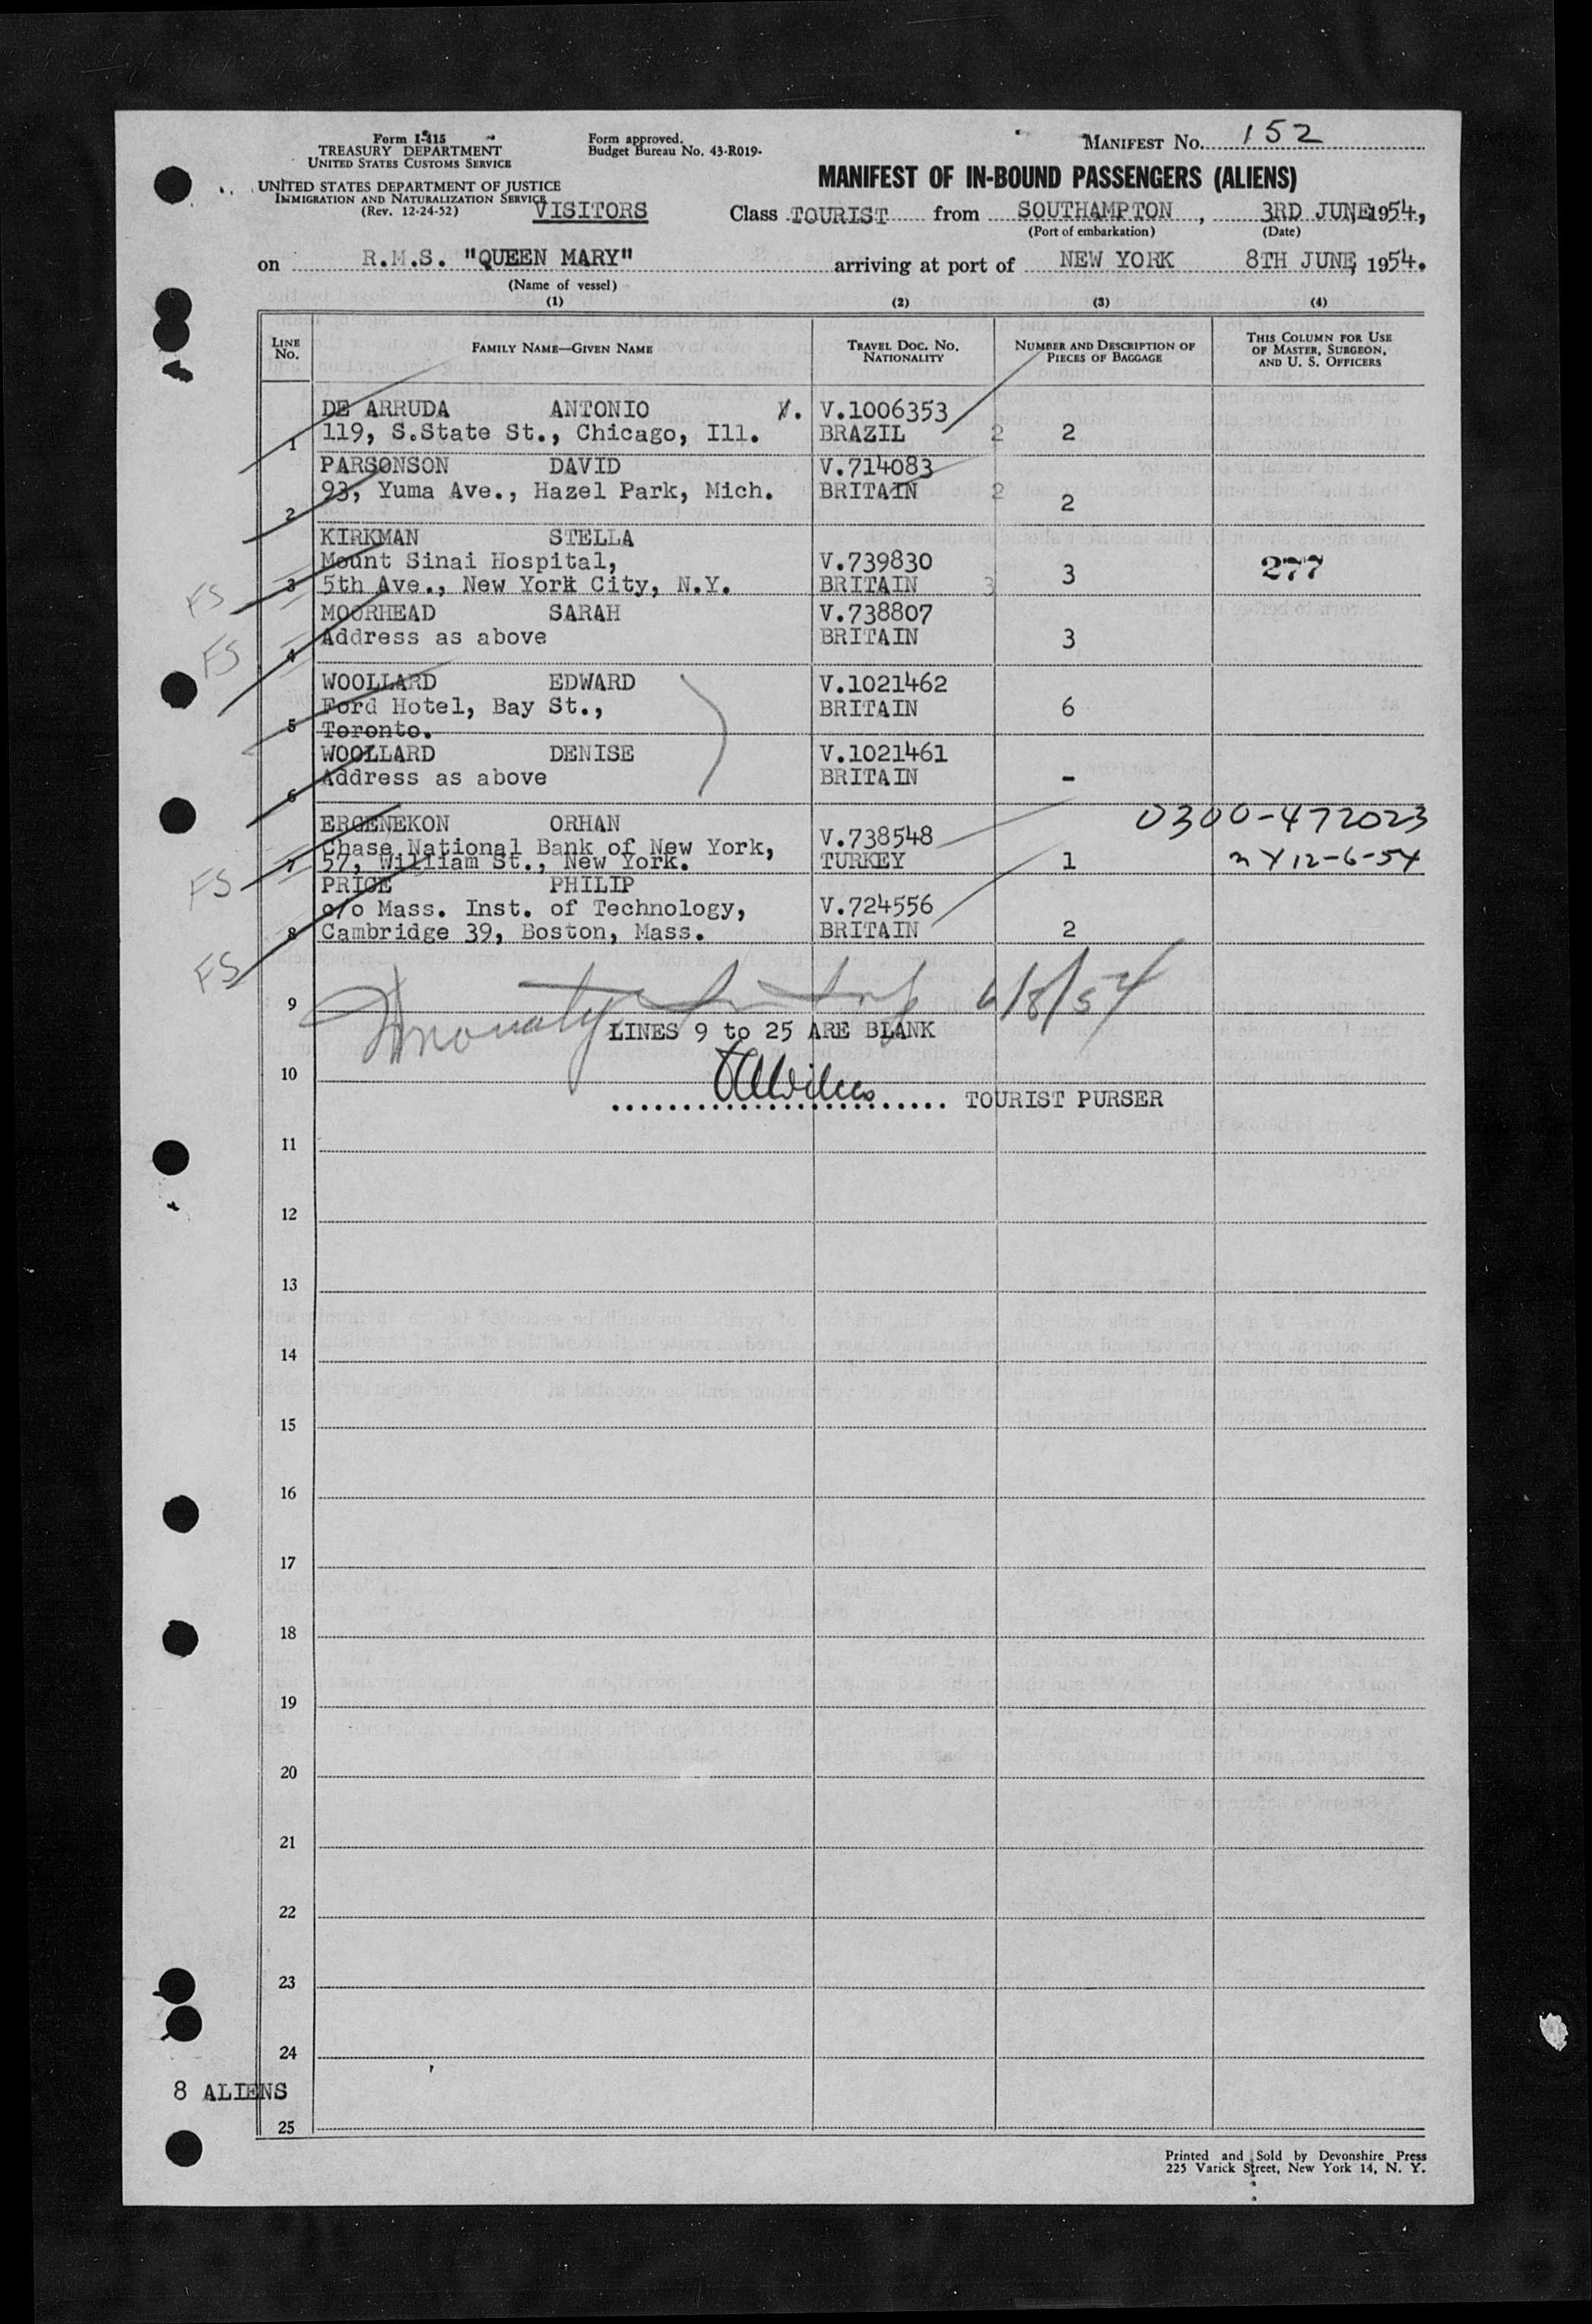 Form I-415
TREASURY DEPARTMENT
UNITED STATES CUSTOMS SERVICE
Form approved.
Budget Bureau No. 43-R019-
MANIFEST NO. 152
UNITED STATES DEPARTMENT OF JUSTICE
IMMIGRATION AND NATURALIZATION SERVICE
(Rev. 12-24-52)
VISITORS
MANIFEST OF IN-BOUND PASSENGERS (ALIENS)
Class TOURIST from SOUTHAMPTON, 3RD JUNE 1954,
(Port of embarkation) (Date)
on R.M.S. "QUEEN MARY" arriving at port of NEW YORK 8TH JUNE, 1954.
(Name of vessel)
(1) (2) (3) (4)
LINE NO.
FAMILY NAME—GIVEN NAME
TRAVEL DOC. NO. NATIONALITY
NUMBER AND DESCRIPTION OF PIECES OF BAGGAGE
THIS COLUMN FOR USE OF MASTER, SURGEON, AND U. S. OFFICERS
DE ARRUDA ANTONIO V.1006353
1 119, S.State St., Chicago, Ill. BRAZIL 2 2
PARSONSON DAVID V.714083
93, Yuma Ave., Hazel Park, Mich. BRITAIN 2 2
2
KIRKMAN STELLA
Mount Sinai Hospital, V.739830 277
FS 3 5th Ave., New York City, N.Y. BRITAIN 3 3
MOORHEAD SARAH V.738807
FS 4 Address as above BRITAIN 3
WOOLLARD EDWARD V.1021462
Ford Hotel, Bay St., BRITAIN 6
5 Toronto.
WOOLLARD DENISE V.1021461
Address as above BRITAIN -
6
ERGENEKON ORHAN 0300-472023
Chase National Bank of New York, V.738548
FS 7 57, William St., New York. TURKEY 1 NY 12-6-54
PRICE PHILIP
c/o Mass. Inst. of Technology, V.724556
FS 8 Cambridge 39, Boston, Mass. BRITAIN 2
9 6/8/54
LINES 9 to 25 ARE BLANK
10
TOURIST PURSER
11
12
13
14
15
16
17
18
19
20
21
22
23
24
8 ALIENS
25
Printed and Sold by Devonshire Press
225 Varick Street, New York 14, N. Y.